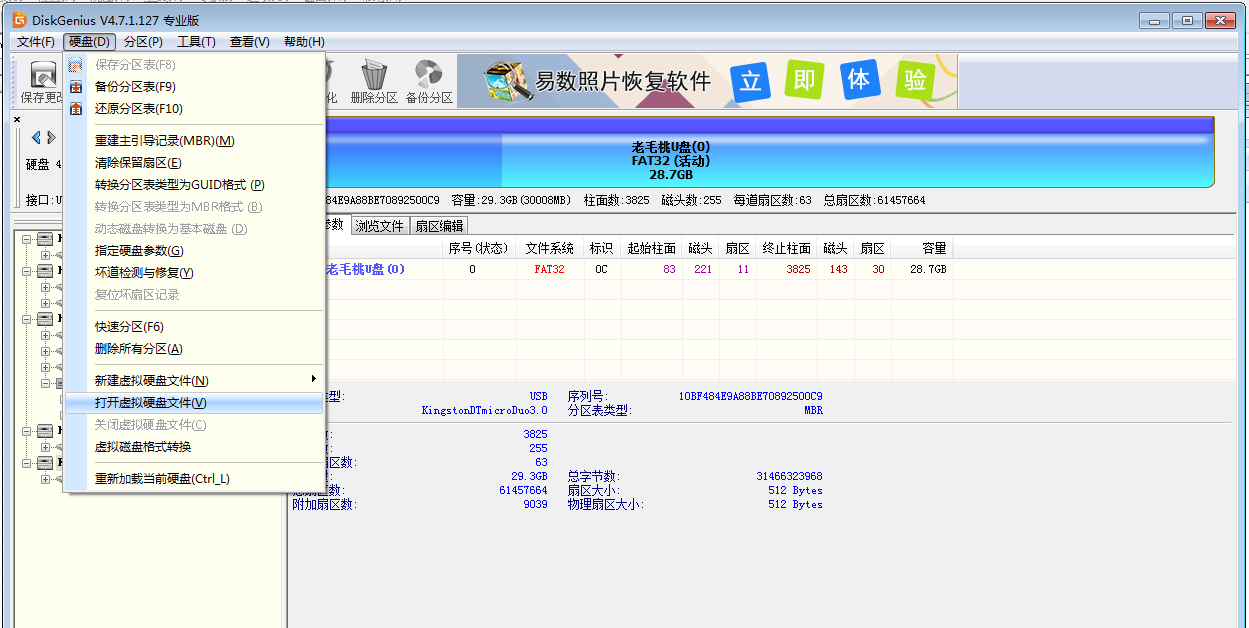 DiskGenius V4.7.1.127 专业版
文件(F) 硬盘(D) 分区(P) 工具(T) 查看(V) 帮助(H)
保存更改
化 删除分区 备份分区
易数照片恢复软件 立 即 体 验
保存分区表(F8)
备份分区表(F9)
还原分区表(F10)
重建主引导记录(MBR)(M)
清除保留扇区(E)
转换分区表类型为GUID格式 (P)
转换分区表类型为MBR格式 (B)
动态磁盘转换为基本磁盘 (D)
指定硬盘参数(G)
坏道检测与修复(Y)
复位坏扇区记录
快速分区(F6)
删除所有分区(A)
新建虚拟硬盘文件(N)
打开虚拟硬盘文件(V)
关闭虚拟硬盘文件(C)
虚拟磁盘格式转换
重新加载当前硬盘(Ctrl_L)
硬盘 4
接口:U
老毛桃U盘(0)
FAT32 (活动)
28.7GB
84E9A88BE70892500C9 容量:29.3GB(30008MB) 柱面数:3825 磁头数:255 每道扇区数:63 总扇区数:61457664
参数 浏览文件 扇区编辑
序号(状态) 文件系统 标识 起始柱面 磁头 扇区 终止柱面 磁头 扇区 容量
老毛桃U盘(0) 0 FAT32 0C 83 221 11 3825 143 30 28.7GB
类型: USB 序列号: 10BF484E9A88BE70892500C9
KingstonDTmicroDuo3.0 分区表类型: MBR
3825
255
区数: 63
29.3GB 总字节数: 31466323968
总扇区数: 61457664 扇区大小: 512 Bytes
附加扇区数: 9039 物理扇区大小: 512 Bytes